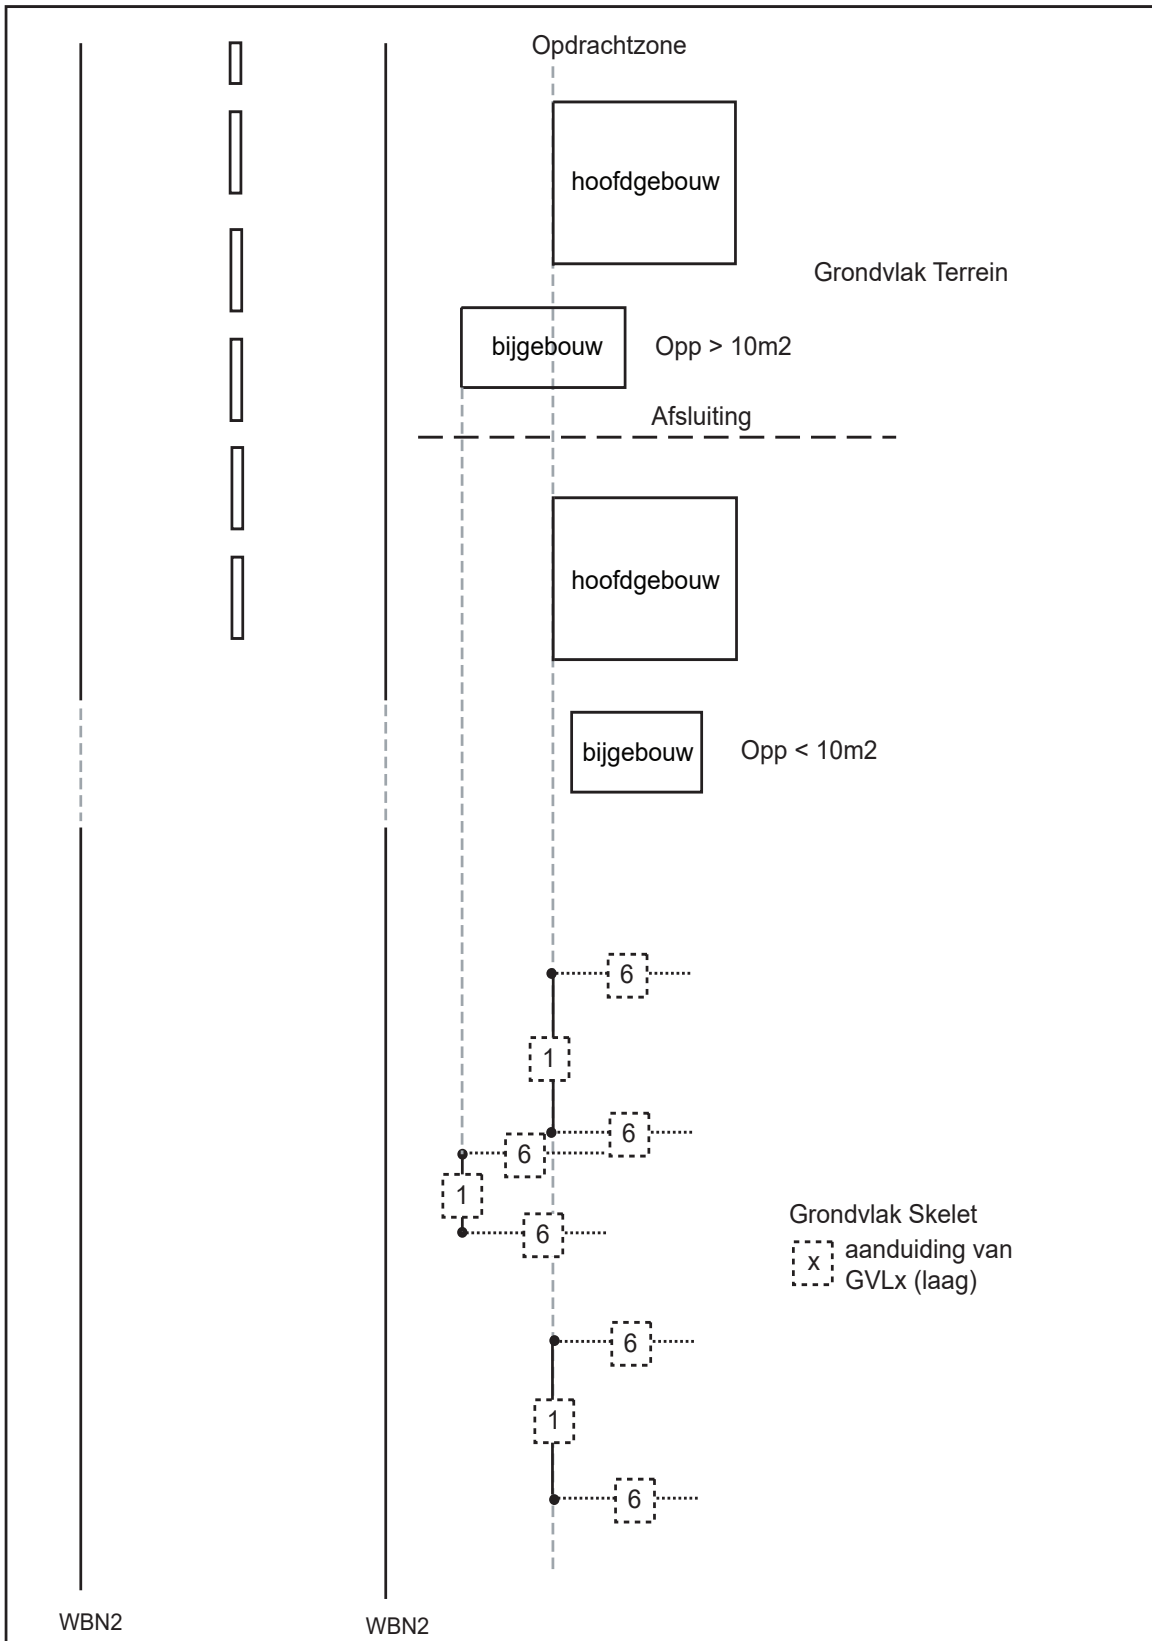 Opdrachtzone
hoofdgebouw
Grondvlak Terrein
bijgebouw
Opp > 10m2
Afsluiting
hoofdgebouw
bijgebouw
Opp < 10m2
6
1
6
6
1
6
Grondvlak Skelet
x
aanduiding van
GVLx (laag)
6
1
6
WBN2
WBN2